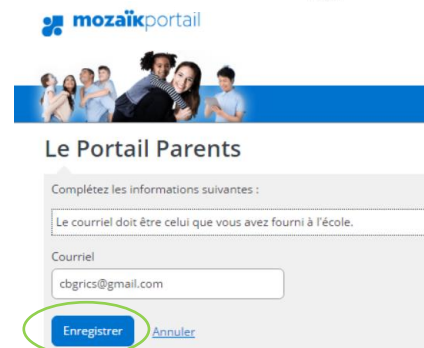 mozaïkportail
Le Portail Parents
Complétez les informations suivantes :
Le courriel doit être celui que vous avez fourni à l'école.
Courriel
cbgrics@gmail.com
Enregistrer Annuler